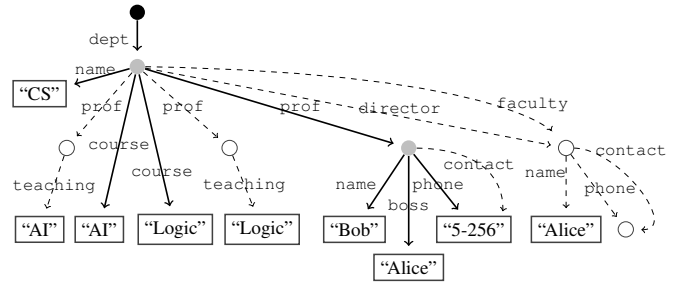 dept
name
"CS"
prof prof prof director faculty
course
course
teaching teaching
name boss phone contact name phone contact
"AI" "AI" "Logic" "Logic" "Bob" "5-256" "Alice"
"Alice"